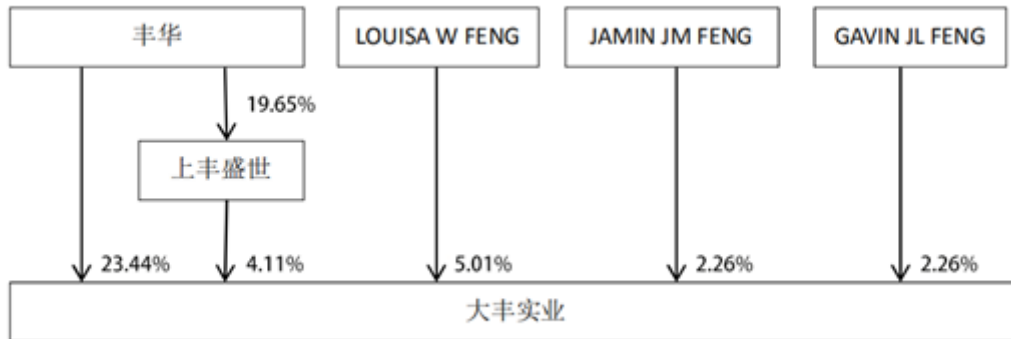 丰华
LOUISA W FENG
JAMIN JM FENG
GAVIN JL FENG
19.65%
上丰盛世
23.44%
4.11%
5.01%
2.26%
2.26%
大丰实业